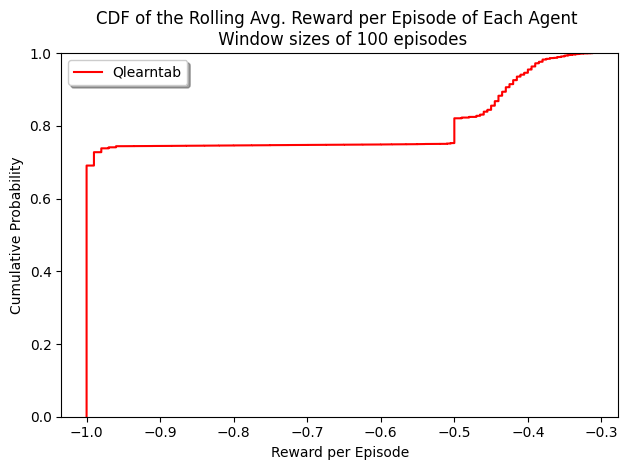 CDF of the Rolling Avg. Reward per Episode of Each Agent
Window sizes of 100 episodes
Qlearntab
1.0
0.8
0.6
0.4
0.2
0.0
Cumulative Probability
−1.0 −0.9 −0.8 −0.7 −0.6 −0.5 −0.4 −0.3
Reward per Episode